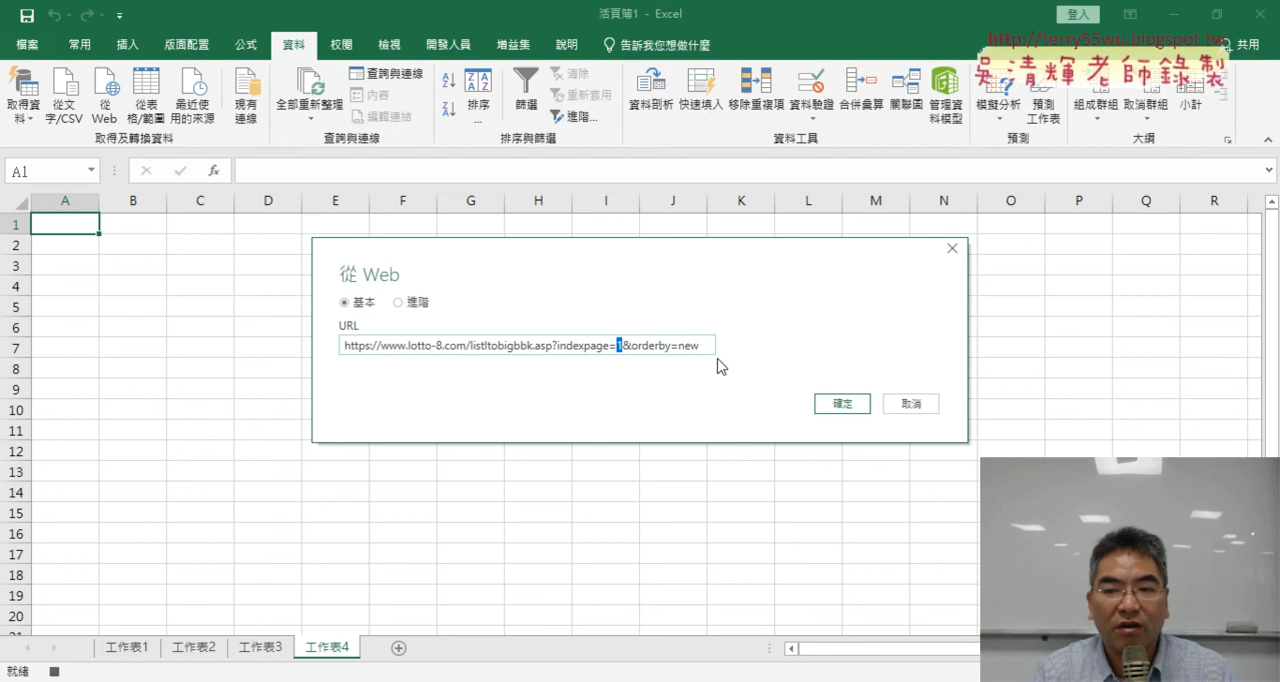 活頁簿1 - Excel
登入
檔案 常用 插入 版面配置 公式 資料 校閱 檢視 開發人員 增益集 說明 告訴我您想做什麼 共用
http://terry55wu.blogspot.tw
吳清輝老師錄製
取得資料 從文字/CSV 從 Web 從表格/範圍 最近使用的來源 現有連線
取得及轉換資料
全部重新整理 查詢與連線 內容 編輯連結
查詢與連線
排序... 篩選 清除 重新套用 進階...
排序與篩選
資料剖析 快速填入 移除重複項 資料驗證 合併彙算 關聯圖 管理資料模型
資料工具
模擬分析 預測工作表
預測
組成群組 取消群組 小計
大綱
A1 fx
A B C D E F G H I J K L M N O P Q R
1
2
3
4
5
6
7
8
9
10
11
12
13
14
15
16
17
18
19
20
從 Web
基本 進階
URL
https://www.lotto-8.com/listltobigbbk.asp?indexpage=1&orderby=new
確定 取消
工作表1 工作表2 工作表3 工作表4
就緒